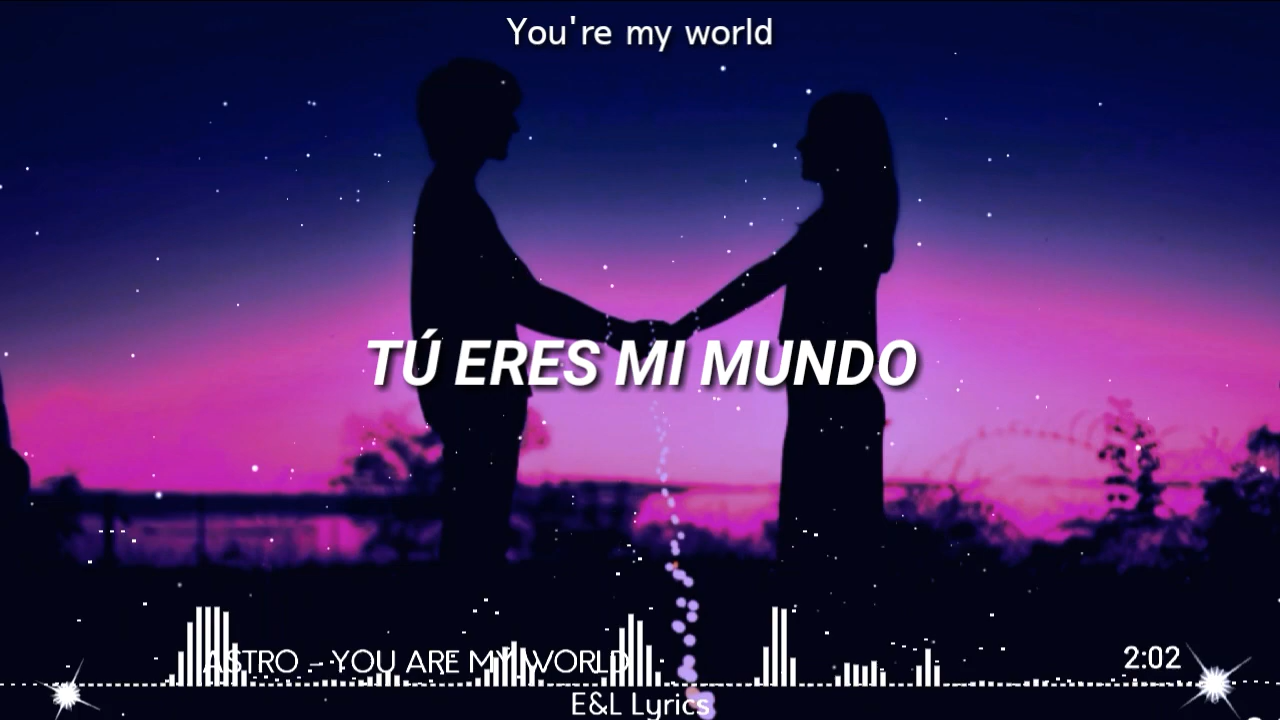 You're my world
TÚ ERES MI MUNDO
ASTRO - YOU ARE MY WORLD
2:02
E&L Lyrics